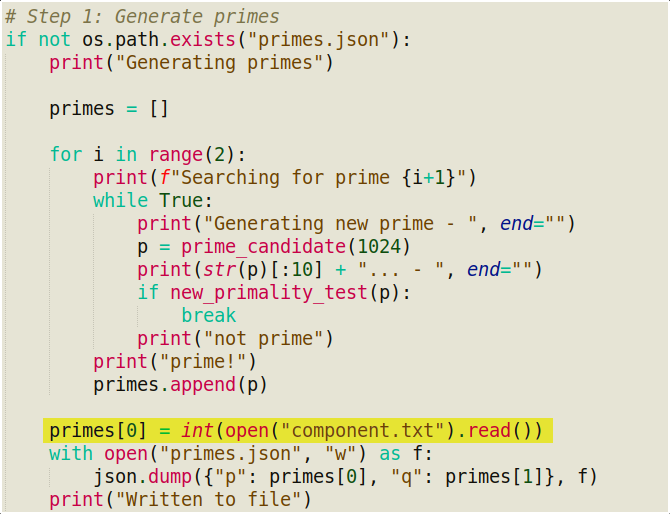 # Step 1: Generate primes
if not os.path.exists("primes.json"):
    print("Generating primes")

    primes = []

    for i in range(2):
        print(f"Searching for prime {i+1}")
        while True:
            print("Generating new prime - ", end="")
            p = prime_candidate(1024)
            print(str(p)[:10] + "... - ", end="")
            if new_primality_test(p):
                break
            print("not prime")
        print("prime!")
        primes.append(p)

    primes[0] = int(open("component.txt").read())
    with open("primes.json", "w") as f:
        json.dump({"p": primes[0], "q": primes[1]}, f)
    print("Written to file")